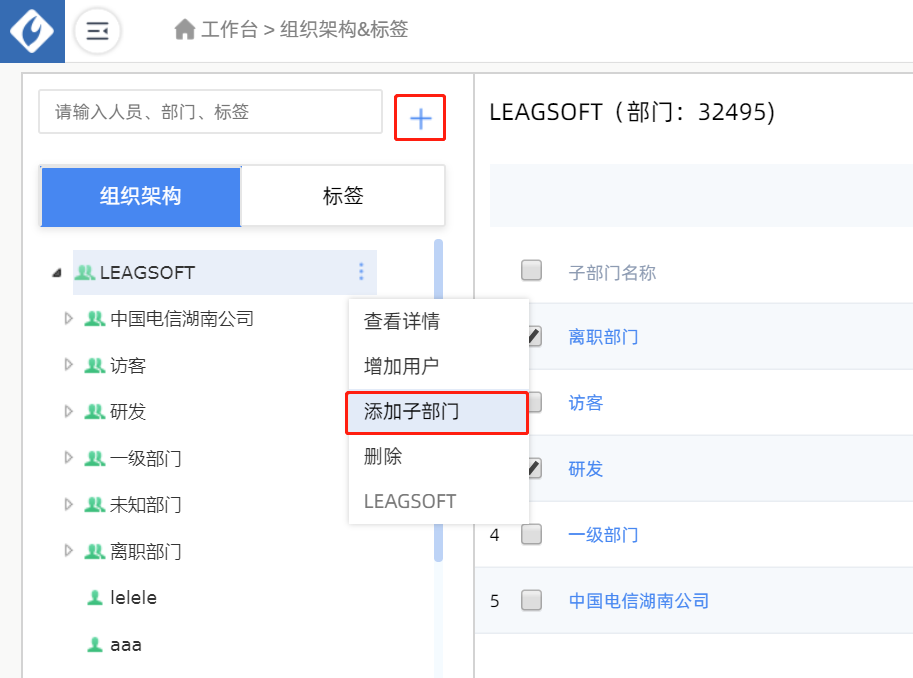 工作台 > 组织架构&标签
请输入人员、部门、标签
组织架构
标签
LEAGSOFT
中国电信湖南公司
访客
研发
一级部门
未知部门
离职部门
lelele
aaa
查看详情
增加用户
添加子部门
删除
LEAGSOFT
LEAGSOFT（部门：32495)
子部门名称
离职部门
访客
研发
4 一级部门
5 中国电信湖南公司